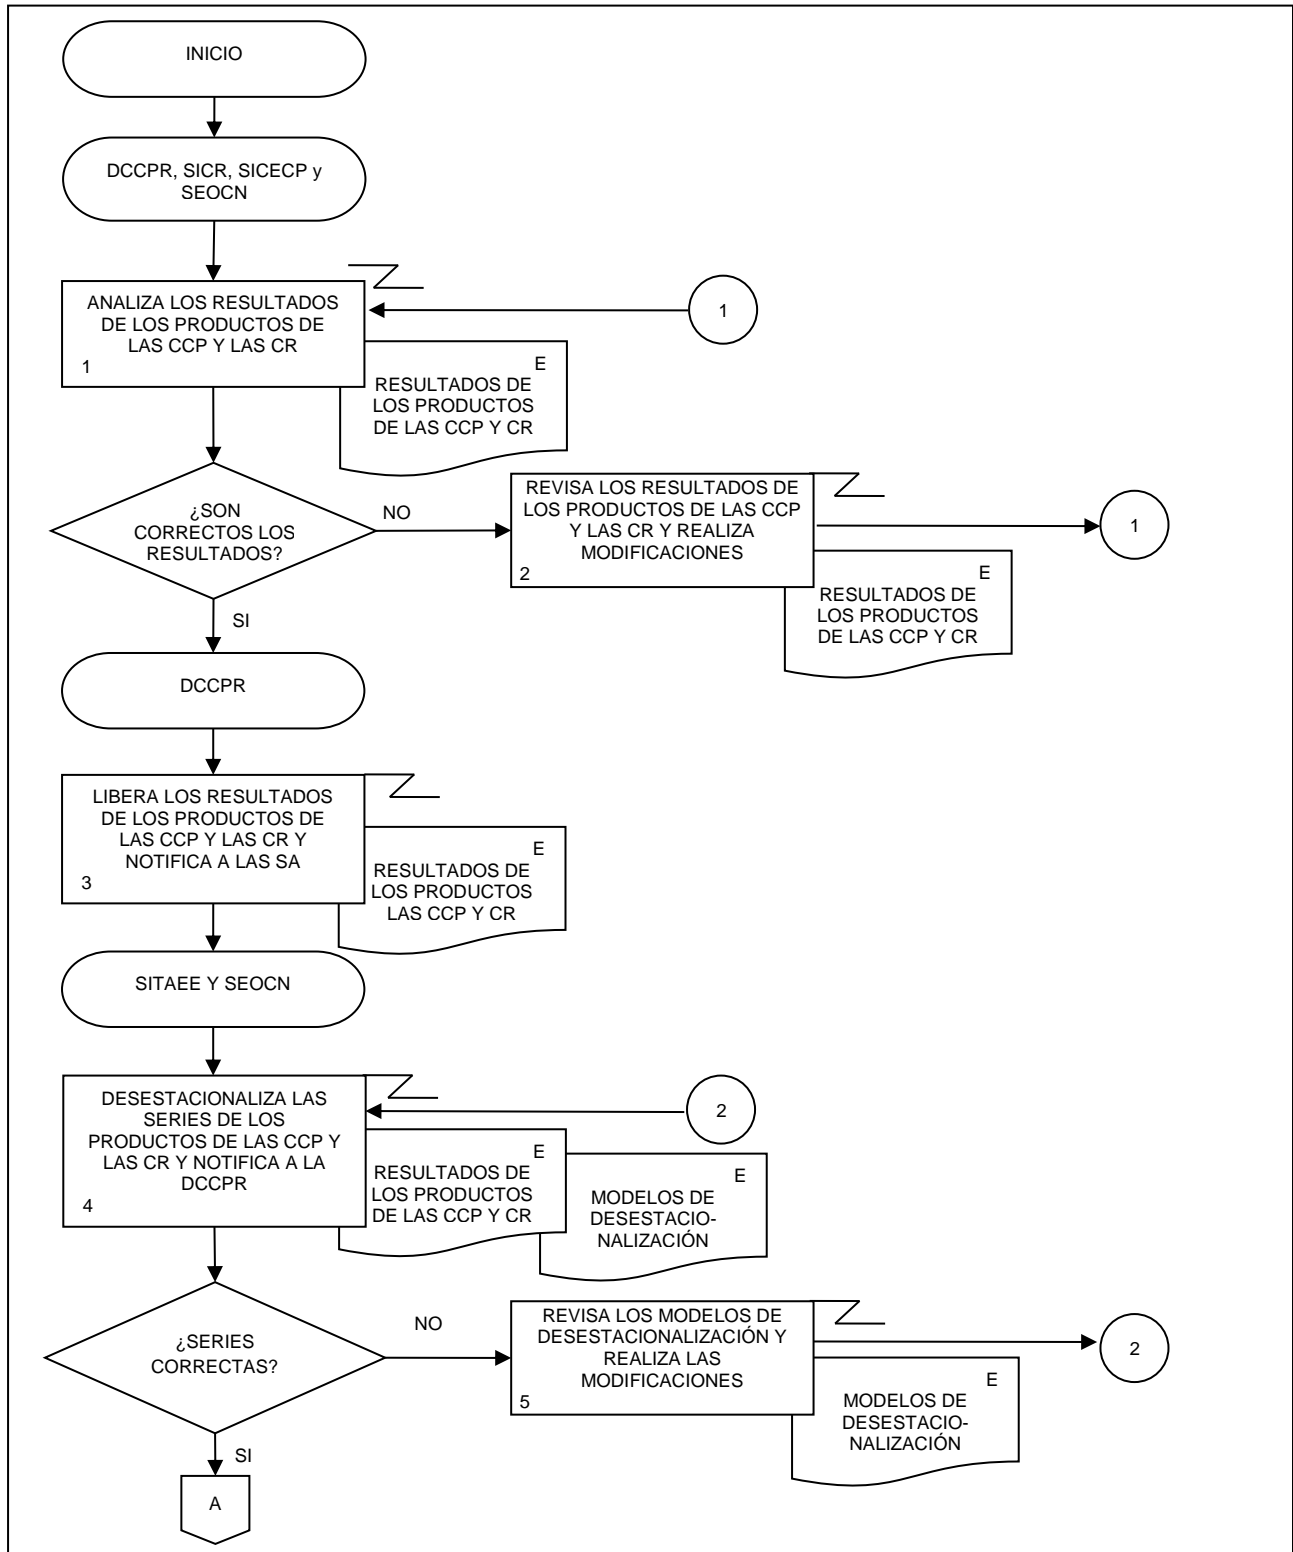 INICIO
DCCPR, SICR, SICECP y
SEOCN
ANALIZA LOS RESULTADOS
DE LOS PRODUCTOS DE
LAS CCP Y LAS CR
1
1
E
RESULTADOS DE
LOS PRODUCTOS
DE LAS CCP Y CR
¿SON
CORRECTOS LOS
RESULTADOS?
NO
REVISA LOS RESULTADOS DE
LOS PRODUCTOS DE LAS CCP
Y LAS CR Y REALIZA
MODIFICACIONES
2
1
E
RESULTADOS DE
LOS PRODUCTOS
DE LAS CCP Y CR
SI
DCCPR
LIBERA LOS RESULTADOS
DE LOS PRODUCTOS DE
LAS CCP Y LAS CR Y
NOTIFICA A LAS SA
3
E
RESULTADOS DE
LOS PRODUCTOS
LAS CCP Y CR
SITAEE Y SEOCN
DESESTACIONALIZA LAS
SERIES DE LOS
PRODUCTOS DE LAS CCP Y
LAS CR Y NOTIFICA A LA
DCCPR
4
2
E
RESULTADOS DE
LOS PRODUCTOS
DE LAS CCP Y CR
E
MODELOS DE
DESESTACIO-
NALIZACIÓN
¿SERIES
CORRECTAS?
NO
REVISA LOS MODELOS DE
DESESTACIONALIZACIÓN Y
REALIZA LAS
MODIFICACIONES
5
2
E
MODELOS DE
DESESTACIO-
NALIZACIÓN
SI
A